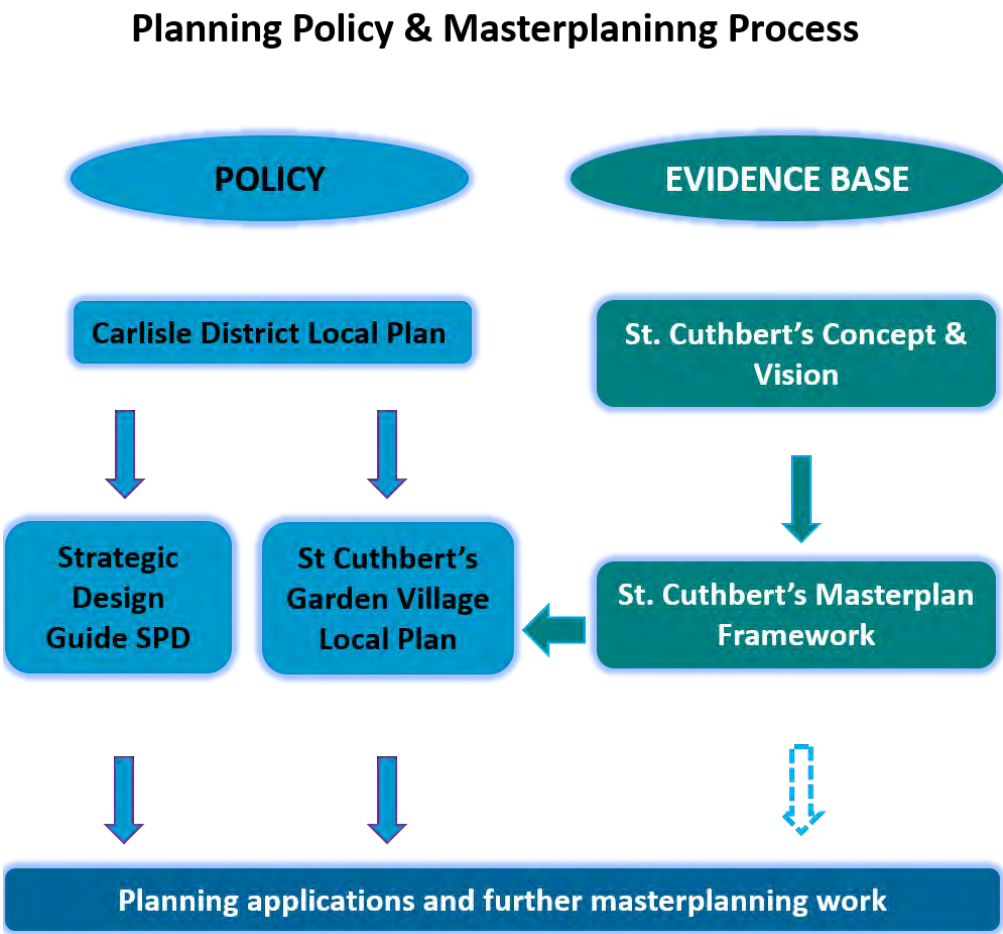 Planning Policy & Masterplaninng Process
POLICY
EVIDENCE BASE
Carlisle District Local Plan
St. Cuthbert’s Concept &
Vision
Strategic
Design
Guide SPD
St Cuthbert’s
Garden Village
Local Plan
St. Cuthbert’s Masterplan
Framework
Planning applications and further masterplanning work